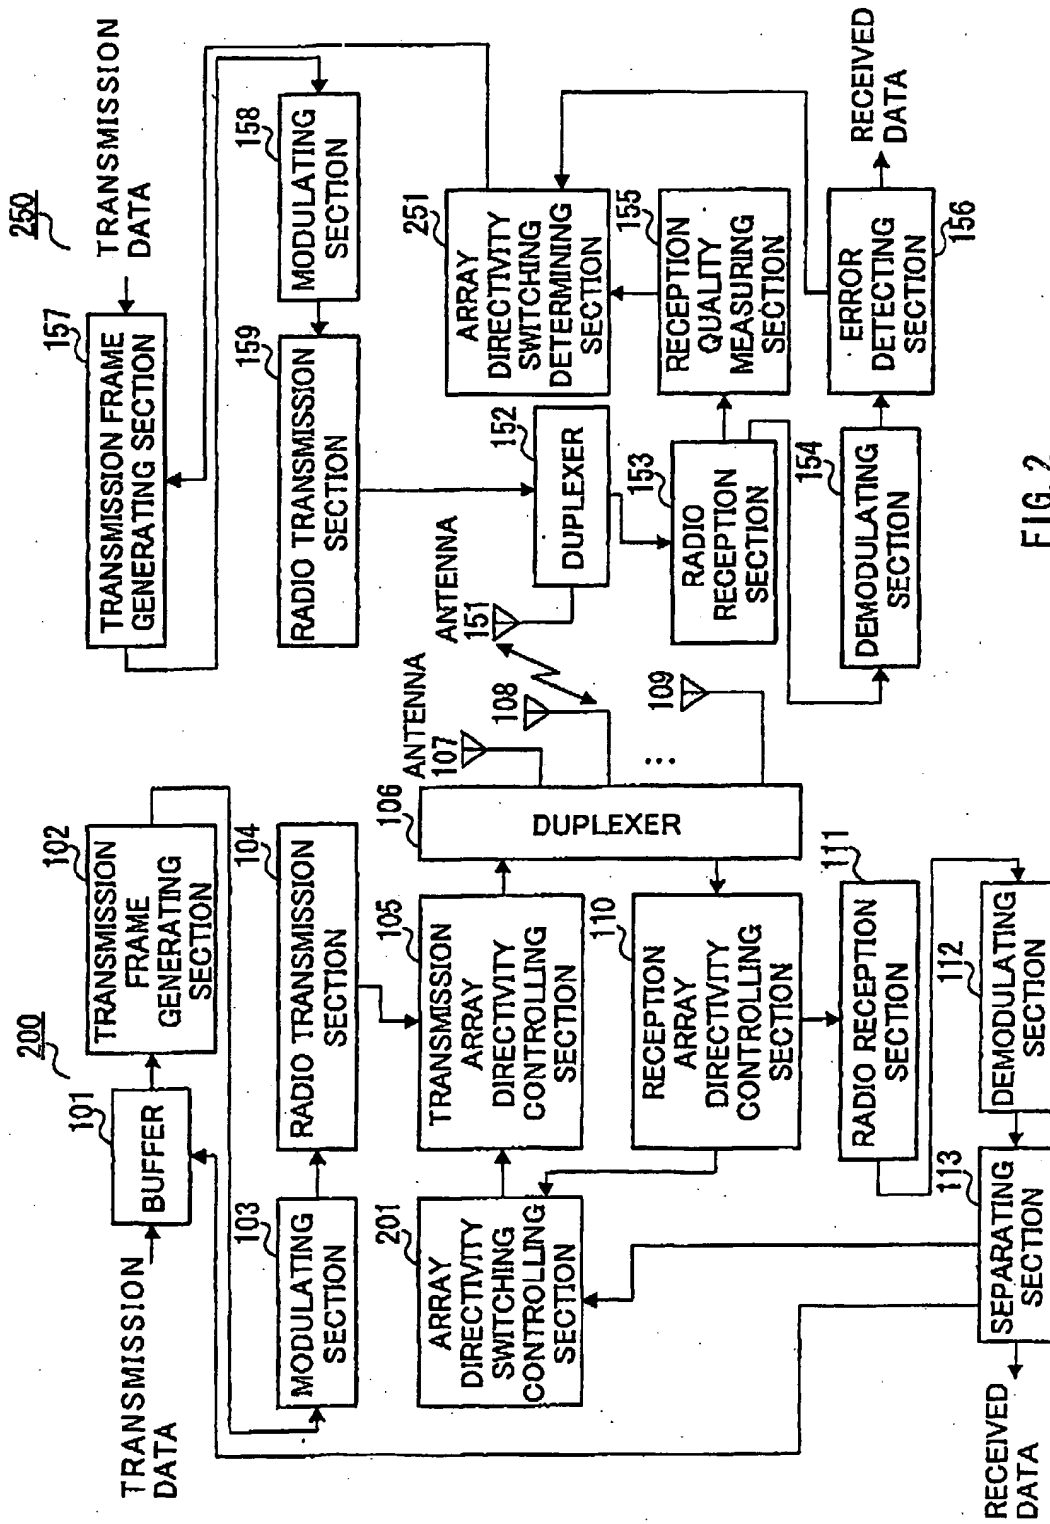 200
TRANSMISSION
DATA
101
BUFFER
102
TRANSMISSION
FRAME
GENERATING
SECTION
103
MODULATING
SECTION
104
RADIO TRANSMISSION
SECTION
201
ARRAY
DIRECTIVITY
SWITCHING
CONTROLLING
SECTION
105
TRANSMISSION
ARRAY
DIRECTIVITY
CONTROLLING
SECTION
106
DUPLEXER
ANTENNA
107
108
...
109
110
RECEPTION
ARRAY
DIRECTIVITY
CONTROLLING
SECTION
111
RADIO RECEPTION
SECTION
112
DEMODULATING
SECTION
113
SEPARATING
SECTION
RECEIVED
DATA
250
TRANSMISSION
DATA
157
TRANSMISSION FRAME
GENERATING SECTION
158
MODULATING
SECTION
159
RADIO TRANSMISSION
SECTION
ANTENNA
151
152
DUPLEXER
251
ARRAY
DIRECTIVITY
SWITCHING
DETERMINING
SECTION
153
RADIO
RECEPTION
SECTION
155
RECEPTION
QUALITY
MEASURING
SECTION
154
DEMODULATING
SECTION
156
ERROR
DETECTING
SECTION
RECEIVED
DATA
FIG. 2